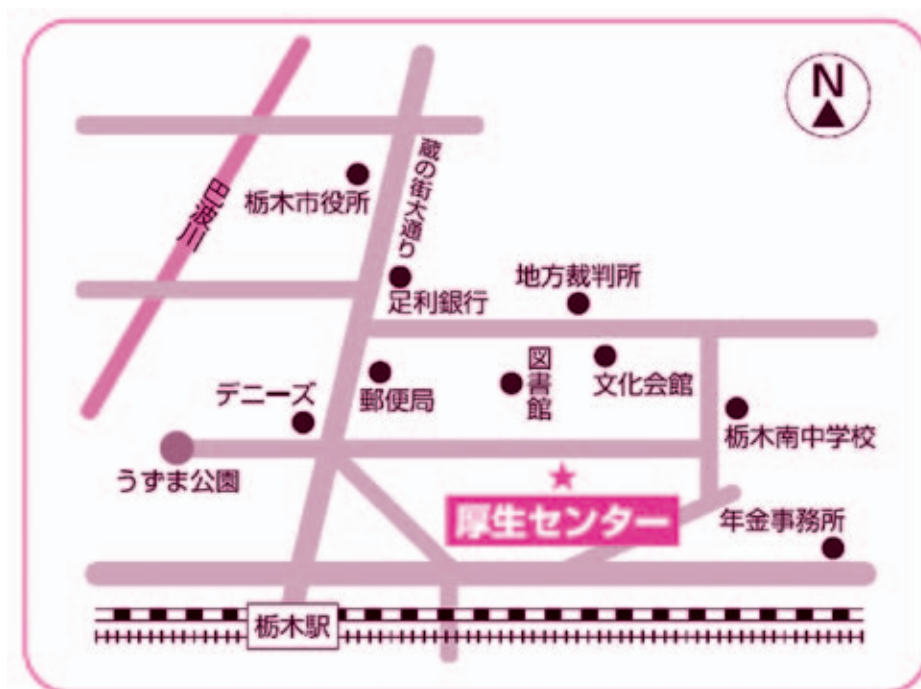 N
蔵の街大通り
巴波川
栃木市役所
足利銀行
地方裁判所
図書館
文化会館
デニーズ
郵便局
栃木南中学校
うずま公園
厚生センター
年金事務所
栃木駅